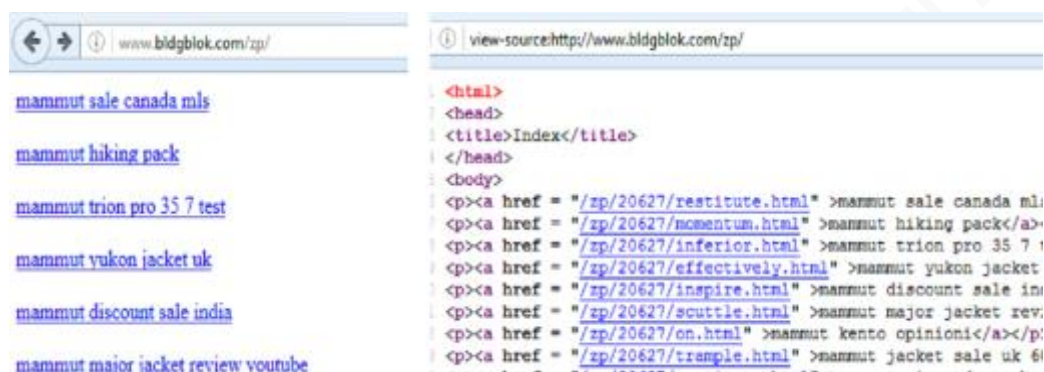 www.bldgblok.com/zp/
mammut sale canada mls
mammut hiking pack
mammut trion pro 35 7 test
mammut yukon jacket uk
mammut discount sale india
mammut major jacket review youtube
view-source:http://www.bldgblok.com/zp/
<html>
<head>
<title>Index</title>
</head>
<body>
<p><a href = "/zp/20627/restitute.html" >mammut sale canada mls
<p><a href = "/zp/20627/momentum.html" >mammut hiking pack</a><
<p><a href = "/zp/20627/inferior.html" >mammut trion pro 35 7 t
<p><a href = "/zp/20627/effectively.html" >mammut yukon jacket
<p><a href = "/zp/20627/inspire.html" >mammut discount sale ind
<p><a href = "/zp/20627/scuttle.html" >mammut major jacket revi
<p><a href = "/zp/20627/on.html" >mammut kento opinioni</a></p>
<p><a href = "/zp/20627/trample.html" >mammut jacket sale uk 6